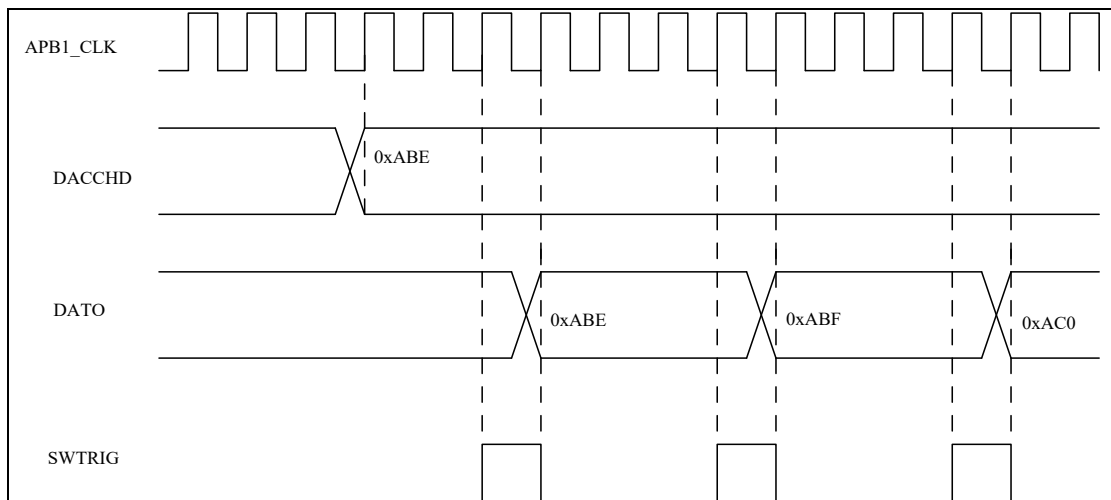 APB1_CLK
0xABE
DACCHD
DATO
0xABE
0xABF
0xAC0
SWTRIG